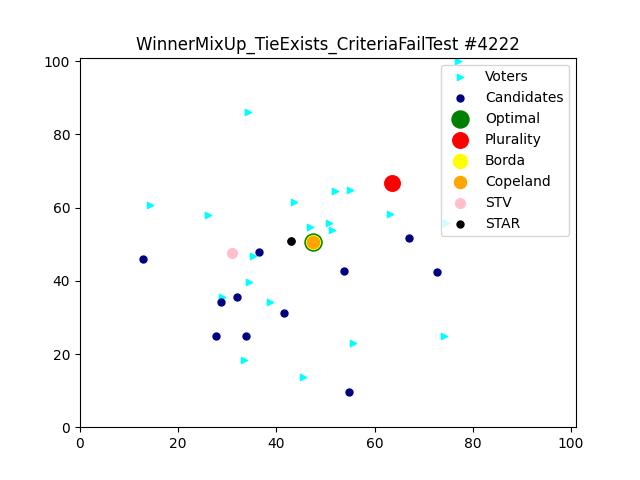 WinnerMixUp_TieExists_CriteriaFailTest #4222
100
80
60
40
20
0
0 20 40 60 80 100
Voters
Candidates
Optimal
Plurality
Borda
Copeland
STV
STAR